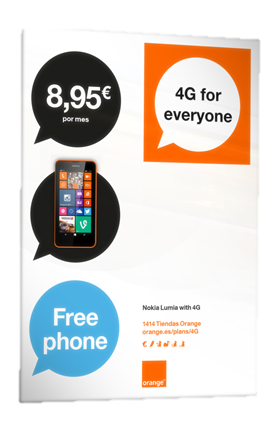 8,95€
por mes
4G for
everyone
Free
phone
Nokia Lumia with 4G
1414 Tiendas Orange
orange.es/plans/4G
orange